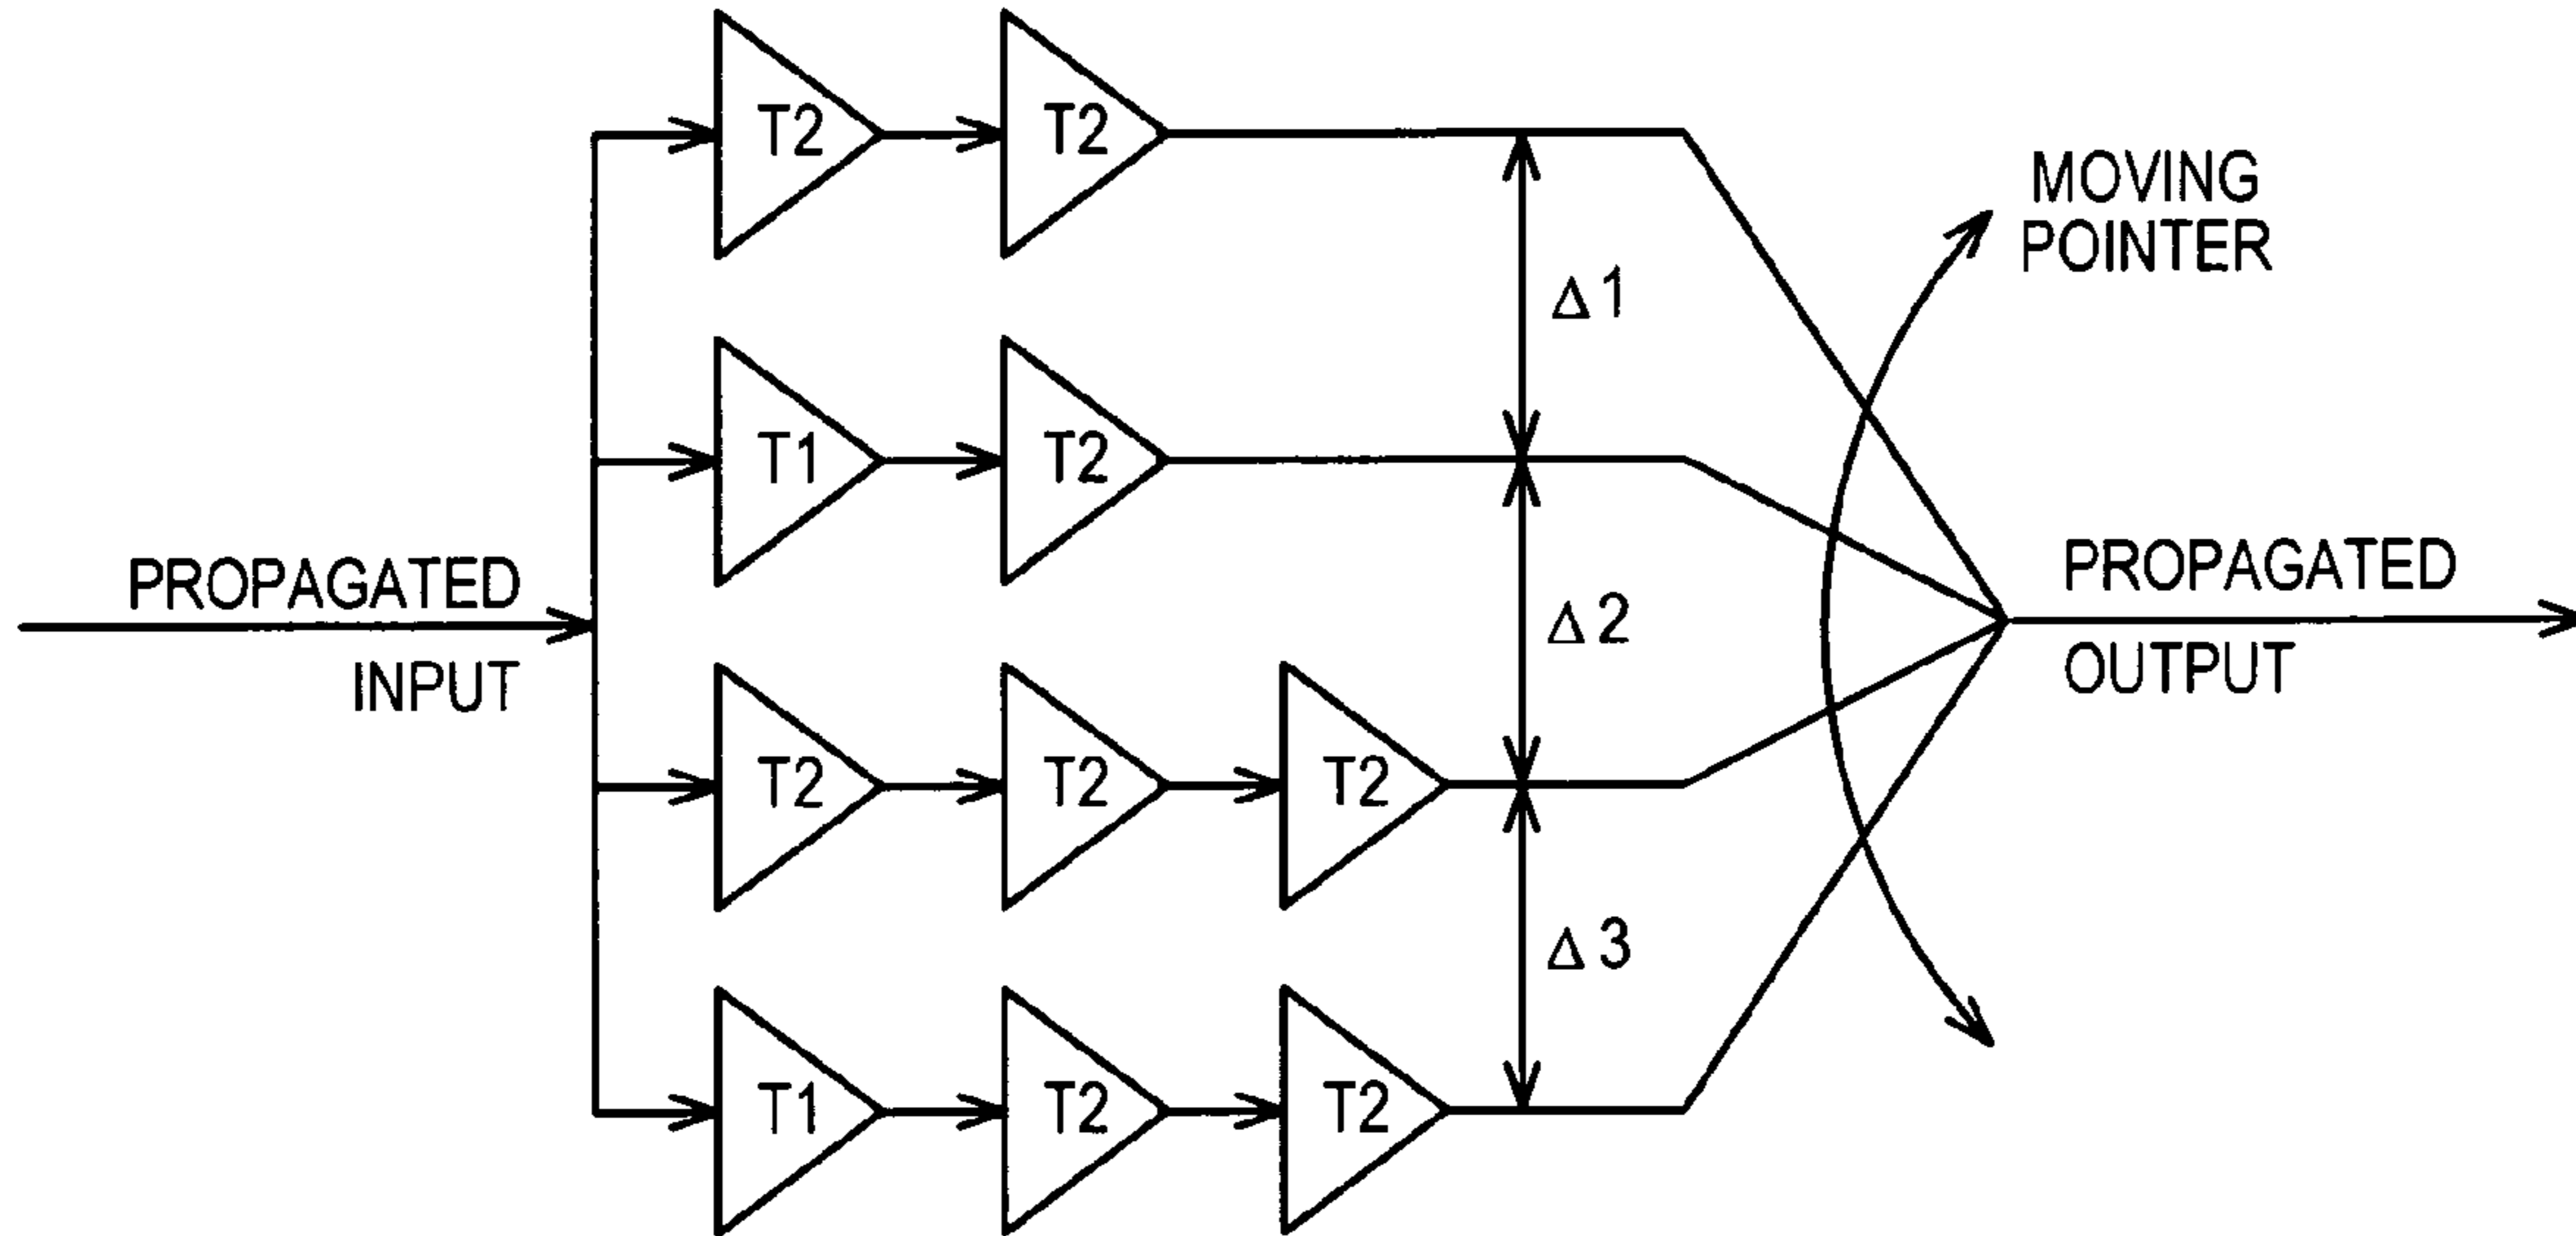 T2 T2
MOVING
POINTER
Δ1
T1 T2
PROPAGATED
INPUT
Δ2
PROPAGATED
OUTPUT
T2 T2 T2
Δ3
T1 T2 T2